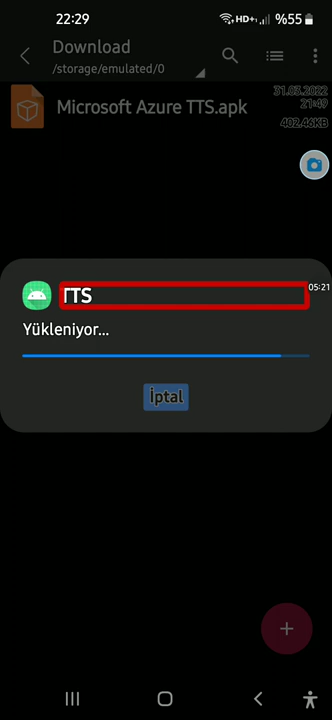 22:29
HD+
%55
Download
/storage/emulated/0
Microsoft Azure TTS.apk
31.03.2022
21:49
402.46KB
TTS
05:21
Yükleniyor...
İptal